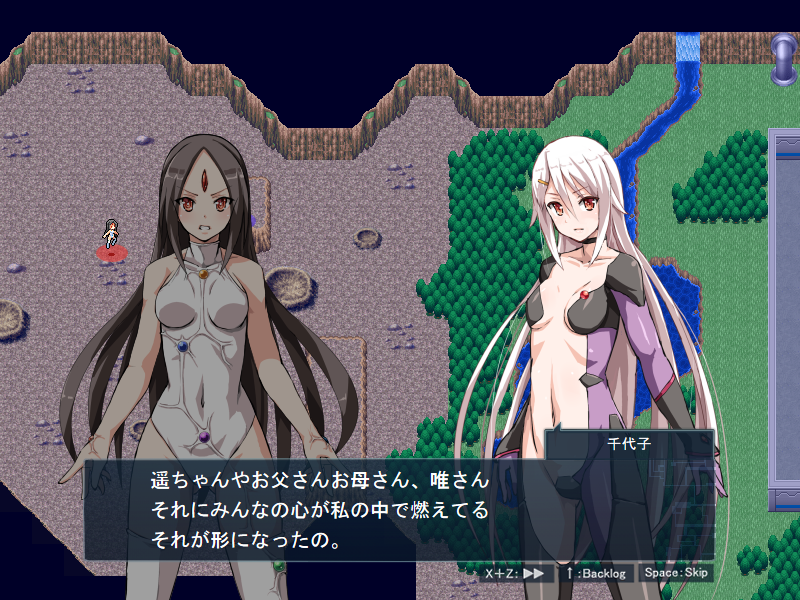 千代子
遥ちゃんやお父さんお母さん、唯さん
それにみんなの心が私の中で燃えてる
それが形になったの。
X+Z:▶▶ ↑:Backlog Space:Skip